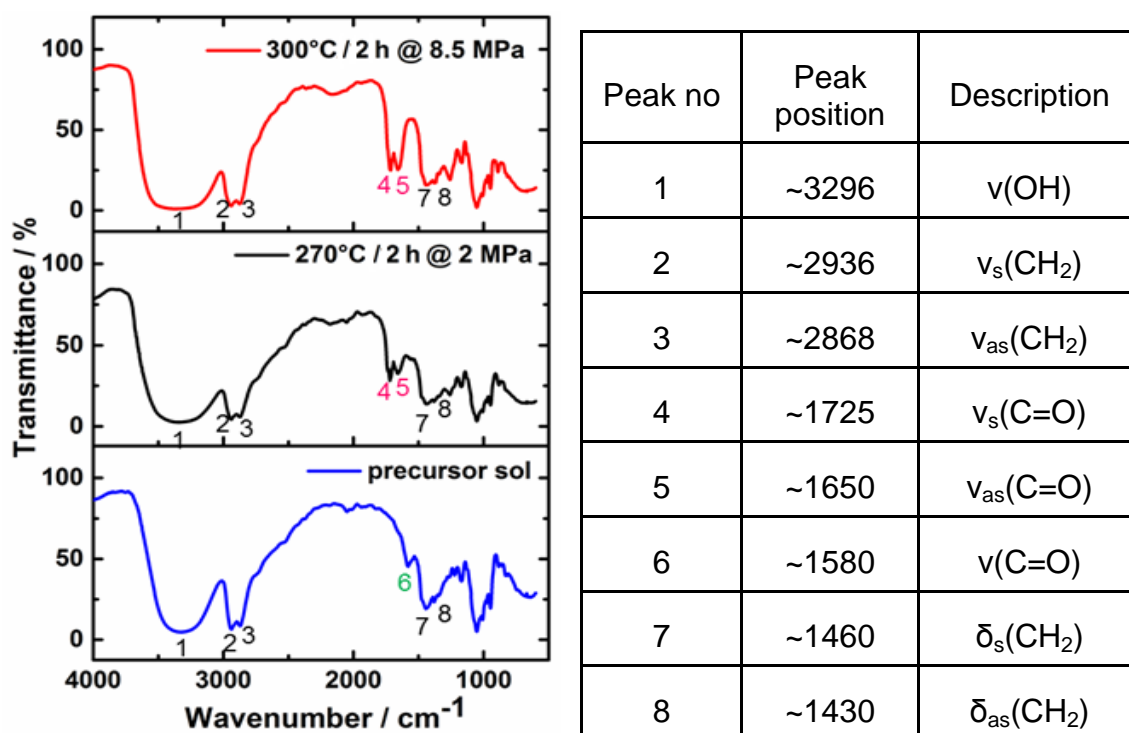 300°C / 2 h @ 8.5 MPa
100
50
0
1
2
3
4
5
7
8
270°C / 2 h @ 2 MPa
100
50
0
1
2
3
4
5
7
8
precursor sol
100
50
0
1
2
3
6
7
8
Transmittance / %
4000 3000 2000 1000
Wavenumber / cm⁻¹
Peak no Peak position Description
1 ~3296 ν(OH)
2 ~2936 νₛ(CH₂)
3 ~2868 νₐₛ(CH₂)
4 ~1725 νₛ(C=O)
5 ~1650 νₐₛ(C=O)
6 ~1580 ν(C=O)
7 ~1460 δₛ(CH₂)
8 ~1430 δₐₛ(CH₂)